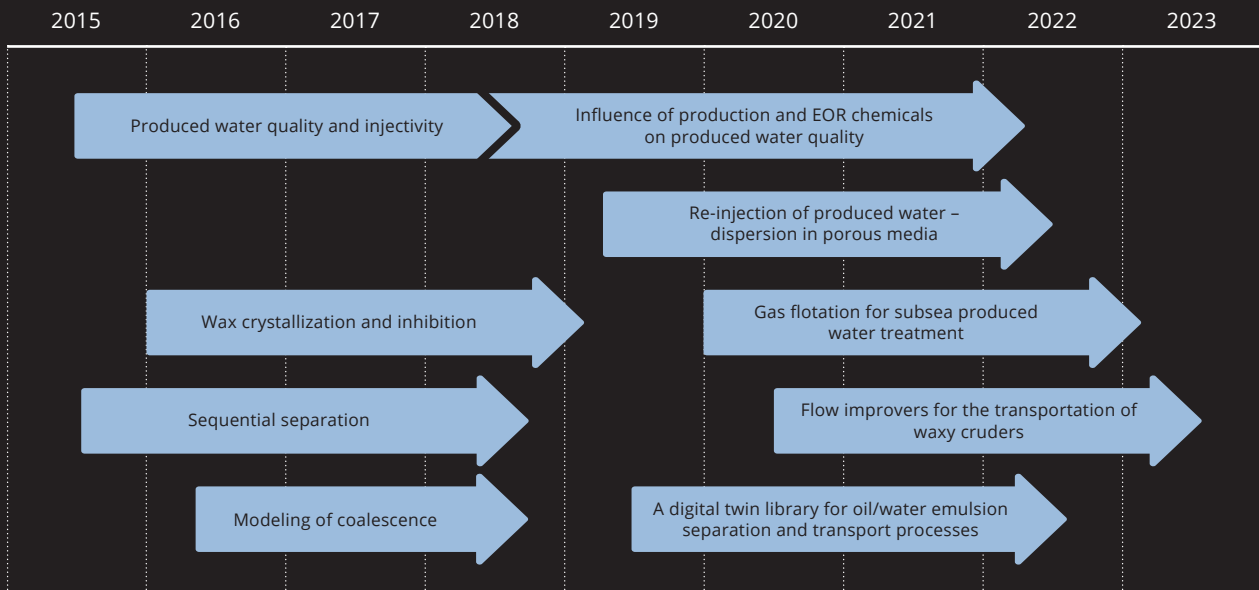 2015 2016 2017 2018 2019 2020 2021 2022 2023
Produced water quality and injectivity
Influence of production and EOR chemicals
on produced water quality
Re-injection of produced water –
dispersion in porous media
Wax crystallization and inhibition
Gas flotation for subsea produced
water treatment
Sequential separation
Flow improvers for the transportation of
waxy cruders
Modeling of coalescence
A digital twin library for oil/water emulsion
separation and transport processes